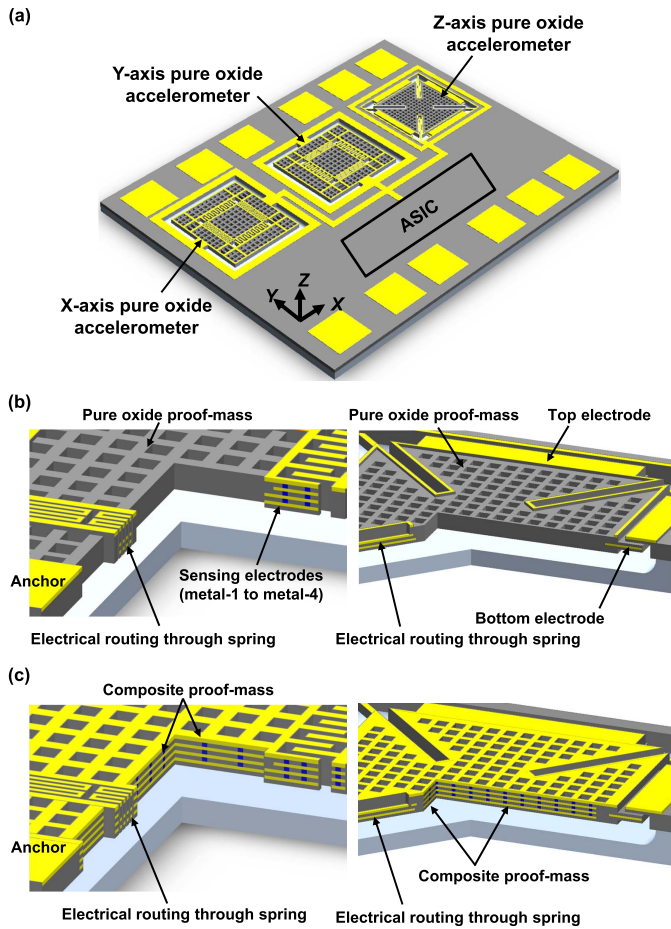 (a)
Z-axis pure oxide
accelerometer
Y-axis pure oxide
accelerometer
ASIC
Z
Y
X
X-axis pure oxide
accelerometer
(b)
Pure oxide proof-mass
Anchor
Sensing electrodes
(metal-1 to metal-4)
Electrical routing through spring
Pure oxide proof-mass
Top electrode
Bottom electrode
Electrical routing through spring
(c)
Composite proof-mass
Anchor
Electrical routing through spring
Composite proof-mass
Electrical routing through spring